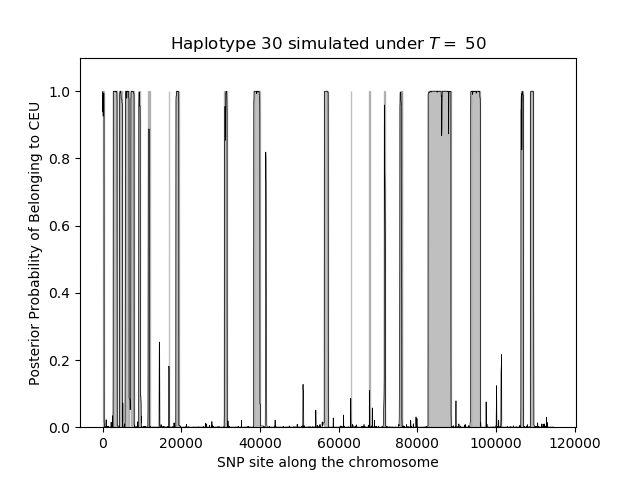 Haplotype 30 simulated under T = 50
Posterior Probability of Belonging to CEU
1.0
0.8
0.6
0.4
0.2
0.0
0 20000 40000 60000 80000 100000 120000
SNP site along the chromosome